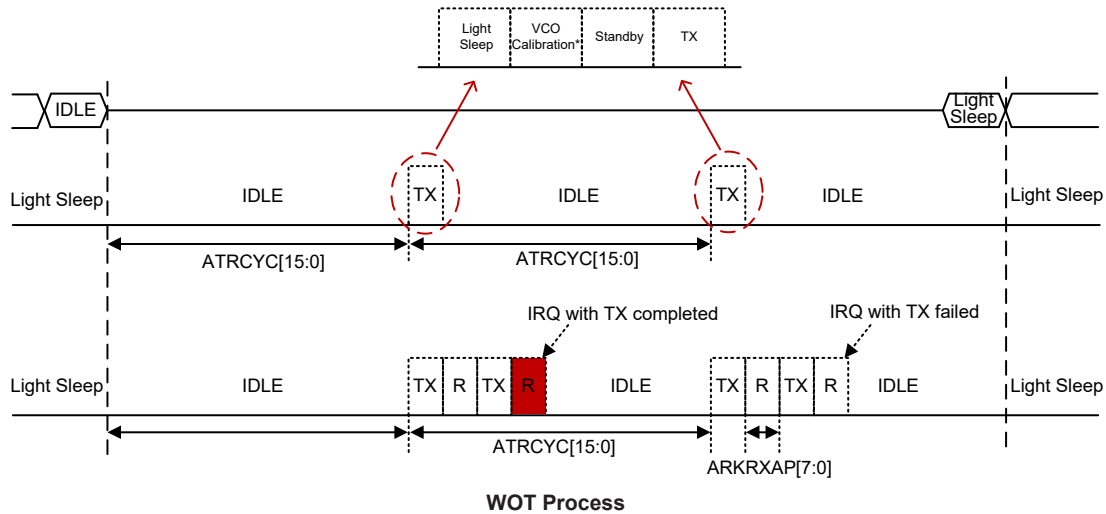 Light
Sleep
VCO
Calibration*
Standby
TX
IDLE
Light
Sleep
Light Sleep
IDLE
TX
IDLE
TX
IDLE
Light Sleep
ATRCYC[15:0]
ATRCYC[15:0]
IRQ with TX completed
IRQ with TX failed
Light Sleep
IDLE
TX
R
TX
R
IDLE
TX
R
TX
R
IDLE
Light Sleep
ATRCYC[15:0]
ARKRXAP[7:0]
WOT Process